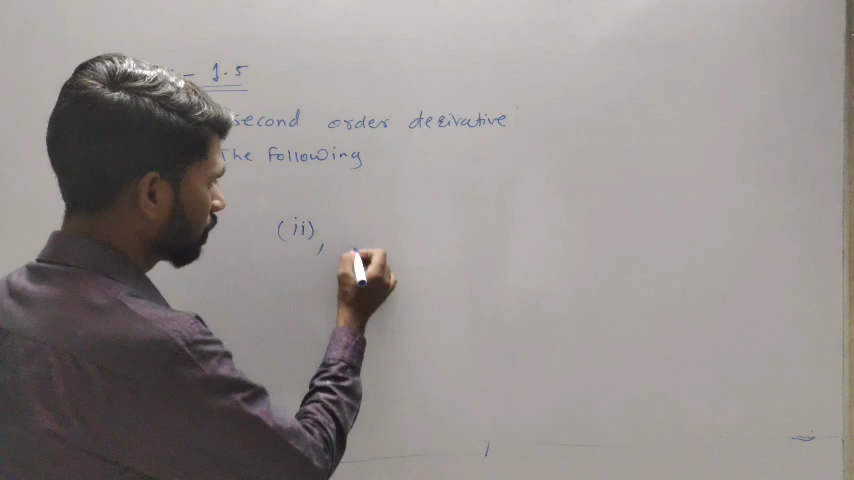 - 1.5
second order derivative
the following
(ii),